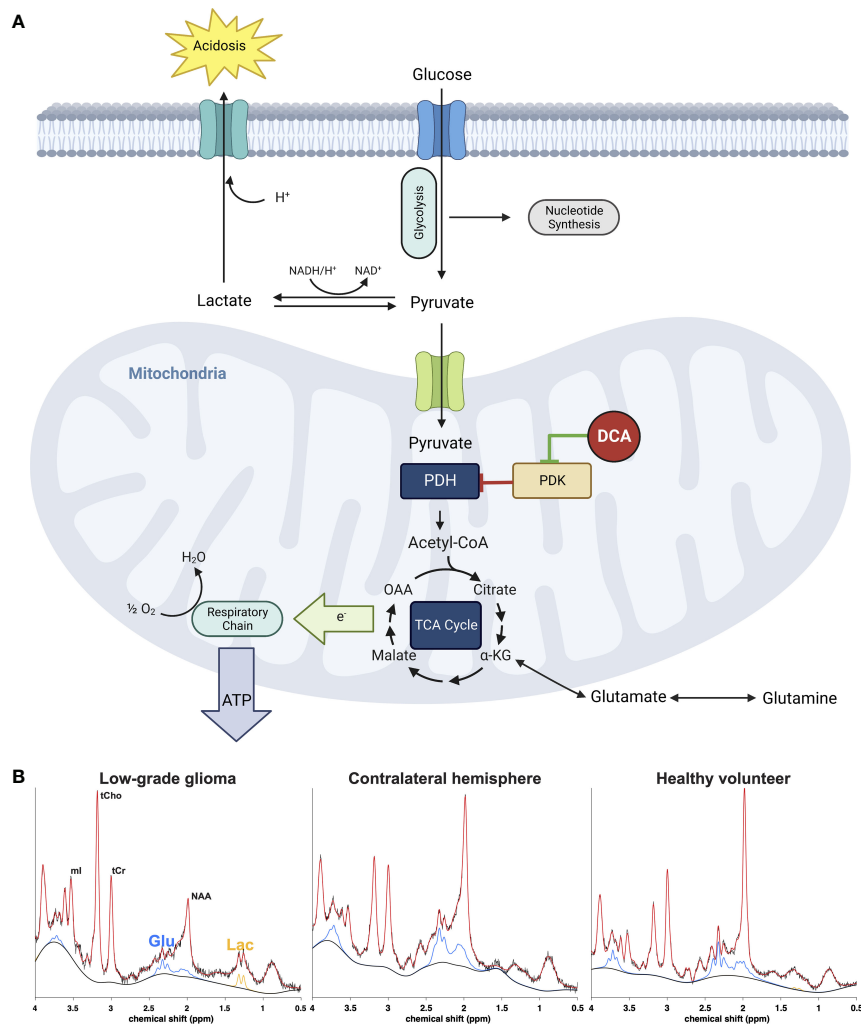 A
Acidosis
Glucose
Glycolysis
H⁺
Nucleotide
Synthesis
NADH/H⁺ NAD⁺
Lactate
Pyruvate
Mitochondria
Pyruvate
DCA
PDH
PDK
Acetyl-CoA
H₂O
OAA
Citrate
½ O₂
Respiratory
Chain
e⁻
TCA Cycle
Malate
α-KG
ATP
Glutamate
Glutamine
B
Low-grade glioma
Contralateral hemisphere
Healthy volunteer
tCho
mI
tCr
NAA
Glu
Lac
4 3.5 3 2.5 2 1.5 1 0.5
chemical shift (ppm)
4 3.5 3 2.5 2 1.5 1 0.5
chemical shift (ppm)
4 3.5 3 2.5 2 1.5 1 0.5
chemical shift (ppm)